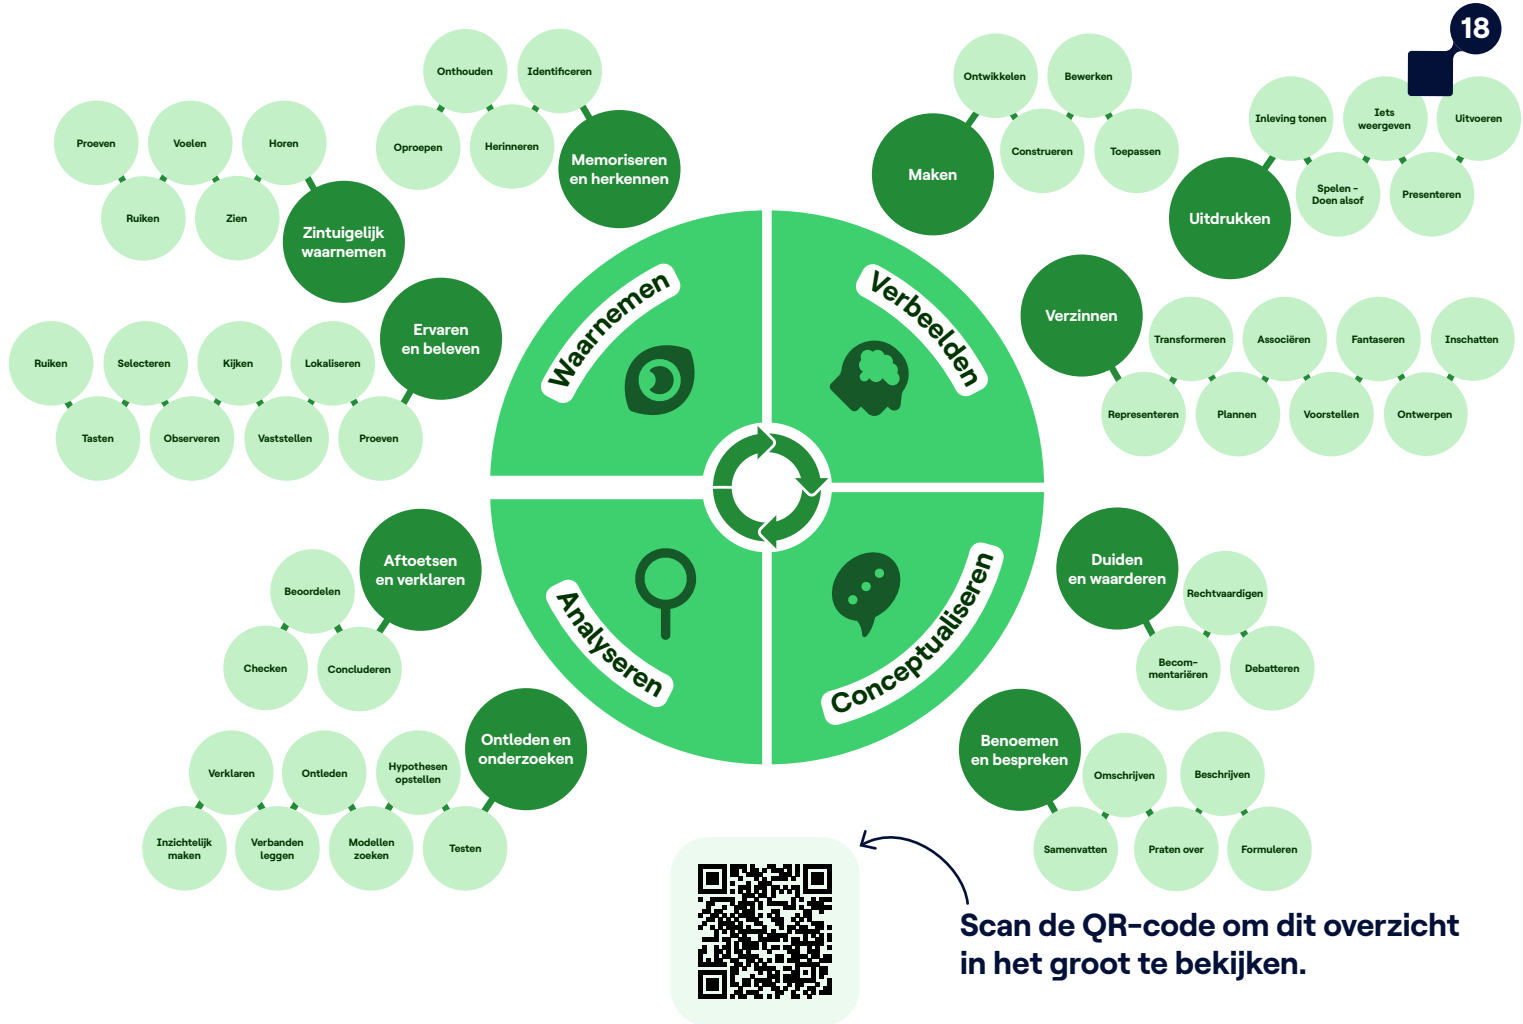 18
Onthouden
Identificeren
Oproepen
Herinneren
Memoriseren
en herkennen
Proeven
Voelen
Horen
Ruiken
Zien
Zintuigelijk
waarnemen
Ruiken
Selecteren
Kijken
Lokaliseren
Tasten
Observeren
Vaststellen
Proeven
Ervaren
en beleven
Waarnemen
Ontwikkelen
Bewerken
Construeren
Toepassen
Maken
Inleving tonen
Iets
weergeven
Uitvoeren
Spelen -
Doen alsof
Presenteren
Uitdrukken
Verzinnen
Transformeren
Associëren
Fantaseren
Inschatten
Representeren
Plannen
Voorstellen
Ontwerpen
Verbeelden
Aftoetsen
en verklaren
Beoordelen
Checken
Concluderen
Ontleden en
onderzoeken
Verklaren
Ontleden
Hypothesen
opstellen
Inzichtelijk
maken
Verbanden
leggen
Modellen
zoeken
Testen
Analyseren
Duiden
en waarderen
Rechtvaardigen
Becom-
mentariëren
Debatteren
Benoemen
en bespreken
Omschrijven
Beschrijven
Samenvatten
Praten over
Formuleren
Conceptualiseren
Scan de QR-code om dit overzicht
in het groot te bekijken.